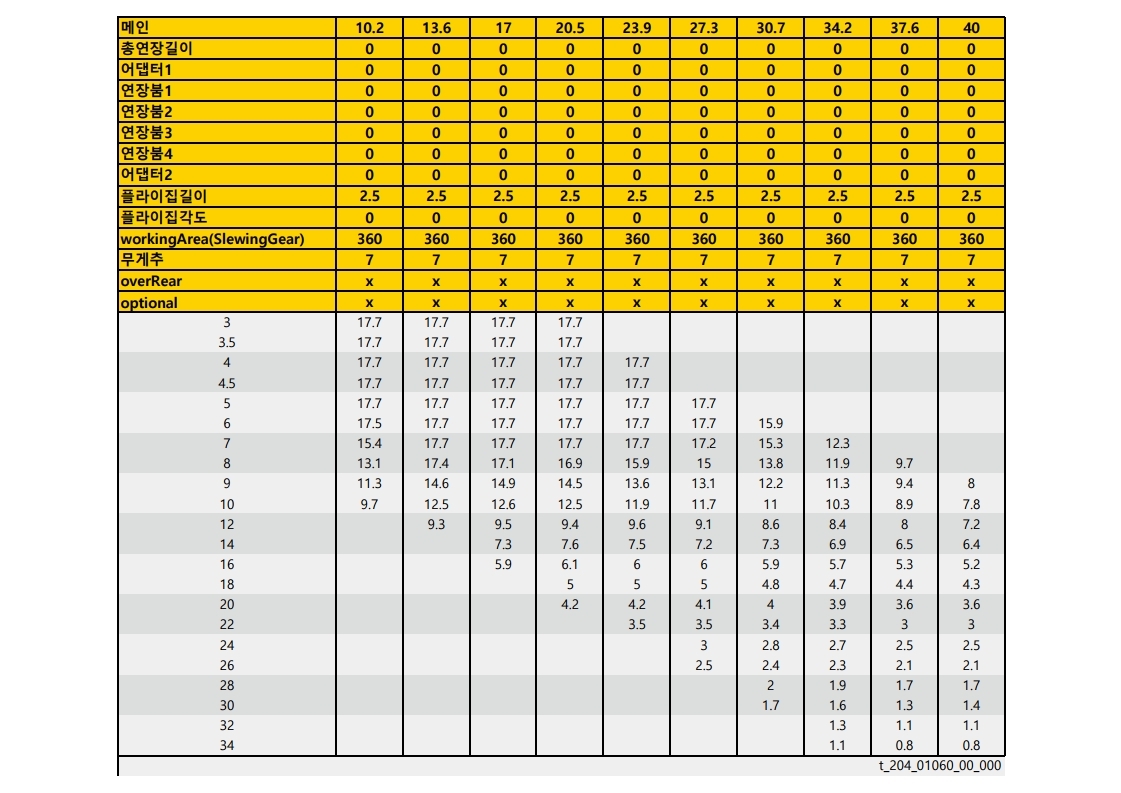 메인 10.2 13.6 17 20.5 23.9 27.3 30.7 34.2 37.6 40
총연장길이 0 0 0 0 0 0 0 0 0 0
어댑터1 0 0 0 0 0 0 0 0 0 0
연장붐1 0 0 0 0 0 0 0 0 0 0
연장붐2 0 0 0 0 0 0 0 0 0 0
연장붐3 0 0 0 0 0 0 0 0 0 0
연장붐4 0 0 0 0 0 0 0 0 0 0
어댑터2 0 0 0 0 0 0 0 0 0 0
플라이집길이 2.5 2.5 2.5 2.5 2.5 2.5 2.5 2.5 2.5 2.5
플라이집각도 0 0 0 0 0 0 0 0 0 0
workingArea(SlewingGear) 360 360 360 360 360 360 360 360 360 360
무게추 7 7 7 7 7 7 7 7 7 7
overRear x x x x x x x x x x
optional x x x x x x x x x x
3 17.7 17.7 17.7 17.7
3.5 17.7 17.7 17.7 17.7
4 17.7 17.7 17.7 17.7 17.7
4.5 17.7 17.7 17.7 17.7 17.7
5 17.7 17.7 17.7 17.7 17.7 17.7
6 17.5 17.7 17.7 17.7 17.7 17.7 15.9
7 15.4 17.7 17.7 17.7 17.7 17.2 15.3 12.3
8 13.1 17.4 17.1 16.9 15.9 15 13.8 11.9 9.7
9 11.3 14.6 14.9 14.5 13.6 13.1 12.2 11.3 9.4 8
10 9.7 12.5 12.6 12.5 11.9 11.7 11 10.3 8.9 7.8
12 9.3 9.5 9.4 9.6 9.1 8.6 8.4 8 7.2
14 7.3 7.6 7.5 7.2 7.3 6.9 6.5 6.4
16 5.9 6.1 6 6 5.9 5.7 5.3 5.2
18 5 5 5 4.8 4.7 4.4 4.3
20 4.2 4.2 4.1 4 3.9 3.6 3.6
22 3.5 3.5 3.4 3.3 3 3
24 3 2.8 2.7 2.5 2.5
26 2.5 2.4 2.3 2.1 2.1
28 2 1.9 1.7 1.7
30 1.7 1.6 1.3 1.4
32 1.3 1.1 1.1
34 1.1 0.8 0.8
t_204_01060_00_000